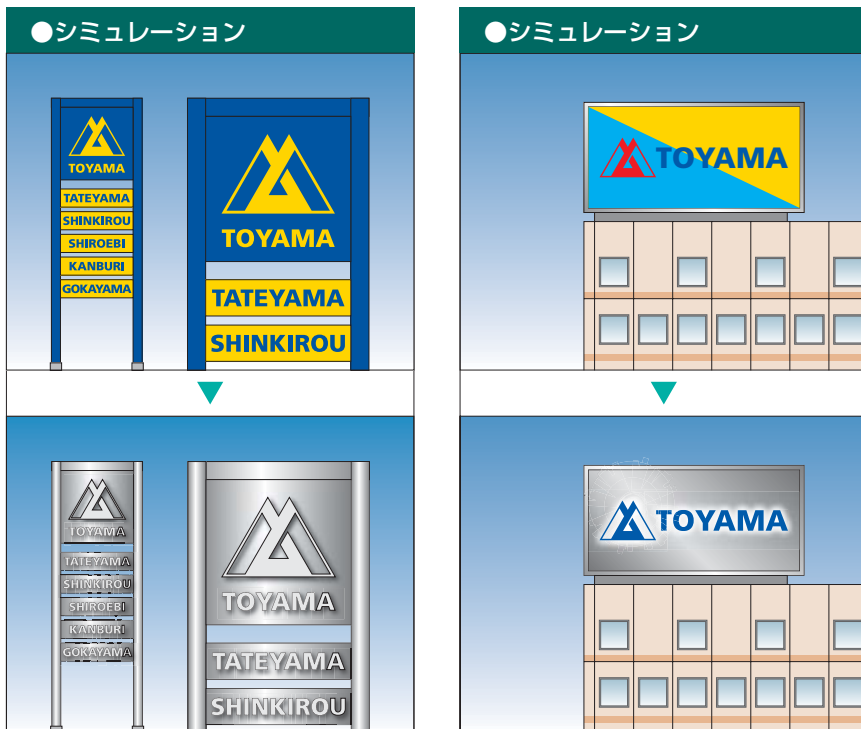 ●シミュレーション
TOYAMA
TATEYAMA
SHINKIROU
SHIROEBI
KANBURI
GOKAYAMA
TOYAMA
TATEYAMA
SHINKIROU
▼
TOYAMA
TATEYAMA
SHINKIROU
SHIROEBI
KANBURI
GOKAYAMA
TOYAMA
TATEYAMA
SHINKIROU
●シミュレーション
TOYAMA
▼
TOYAMA